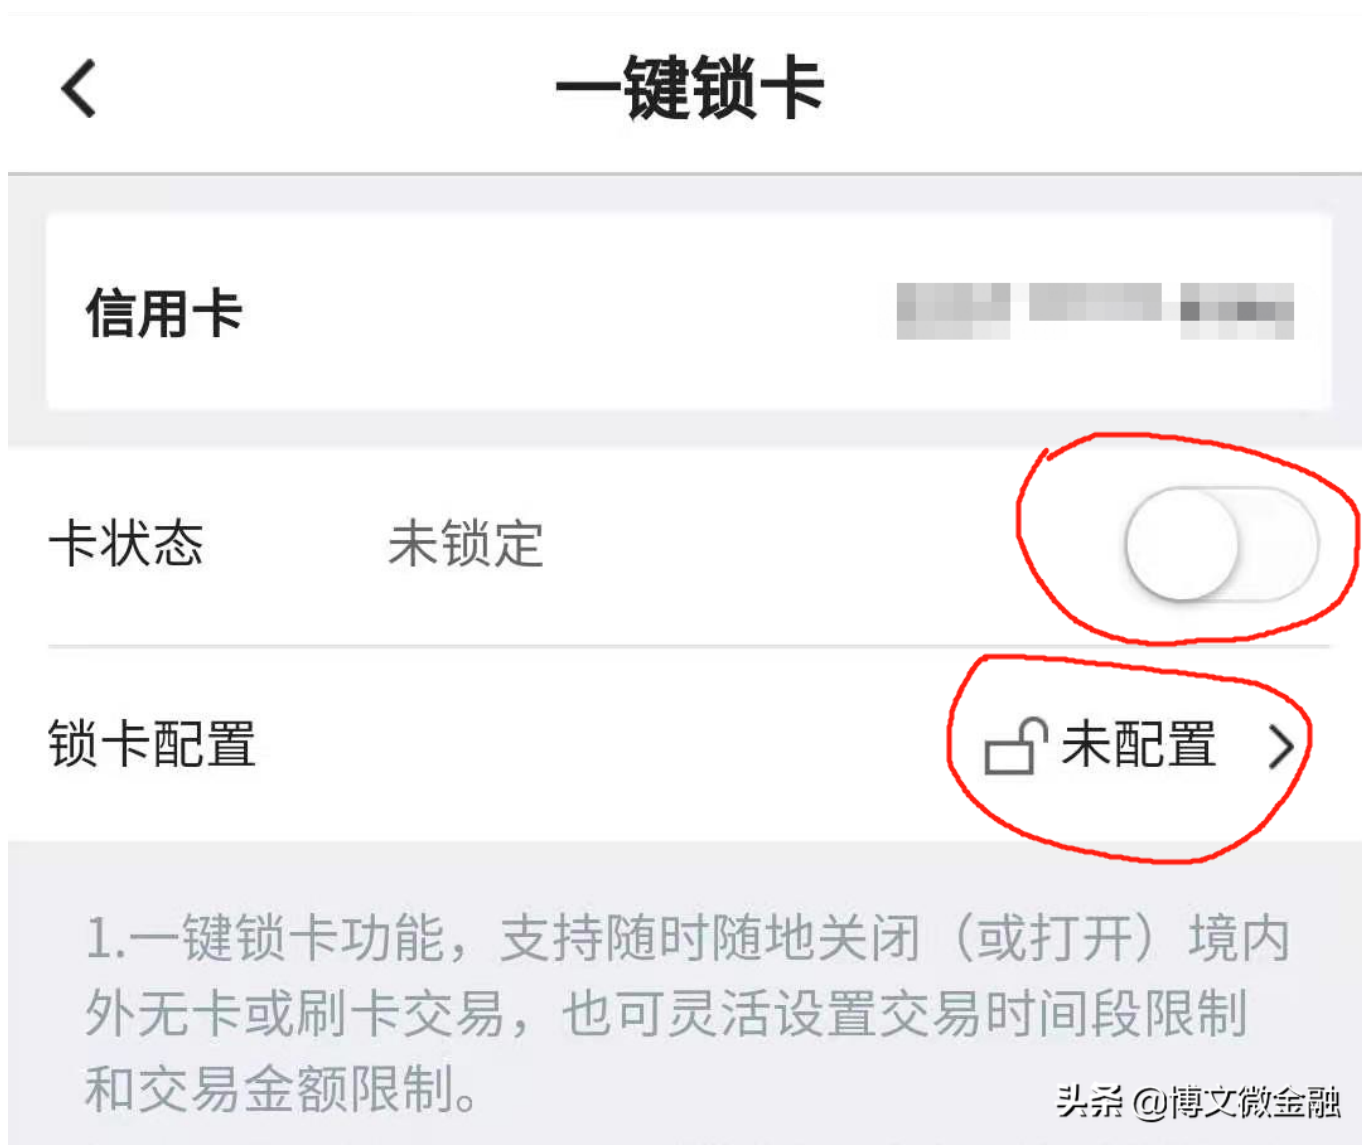 一键锁卡
信用卡
卡状态 未锁定
锁卡配置 未配置
1.一键锁卡功能，支持随时随地关闭（或打开）境内
外无卡或刷卡交易，也可灵活设置交易时间段限制
和交易金额限制。
头条 @博文微金融